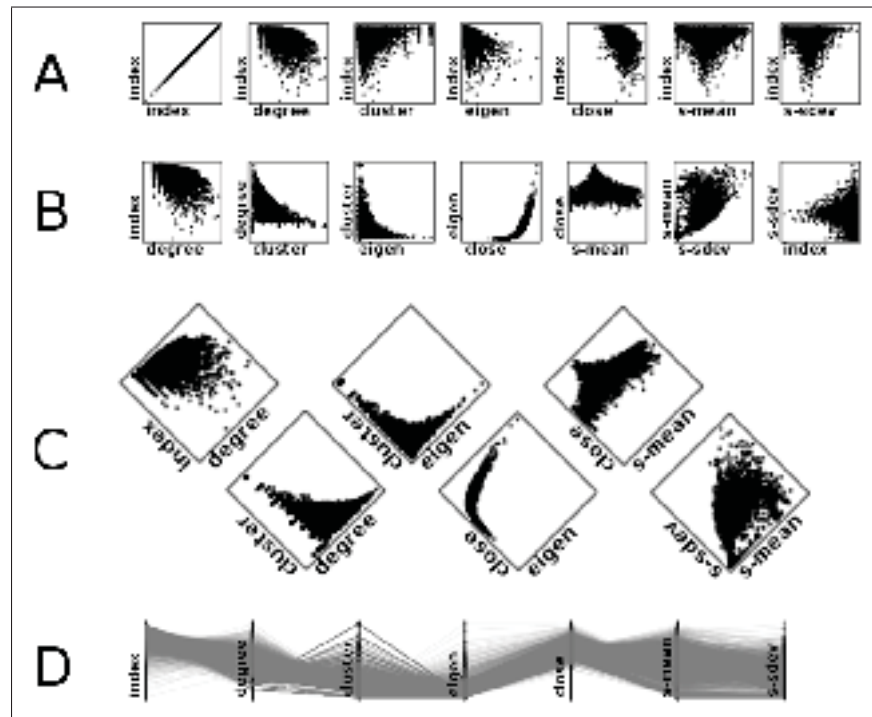 A
index index index index index index index
index degree cluster eigen close s-mean s-sdev
B
index degree cluster eigen close s-mean s-sdev
degree cluster eigen close s-mean s-sdev index
C
index degree cluster eigen close s-mean
cluster degree close eigen s-sdev s-mean
D
index degree cluster eigen close s-mean s-sdev